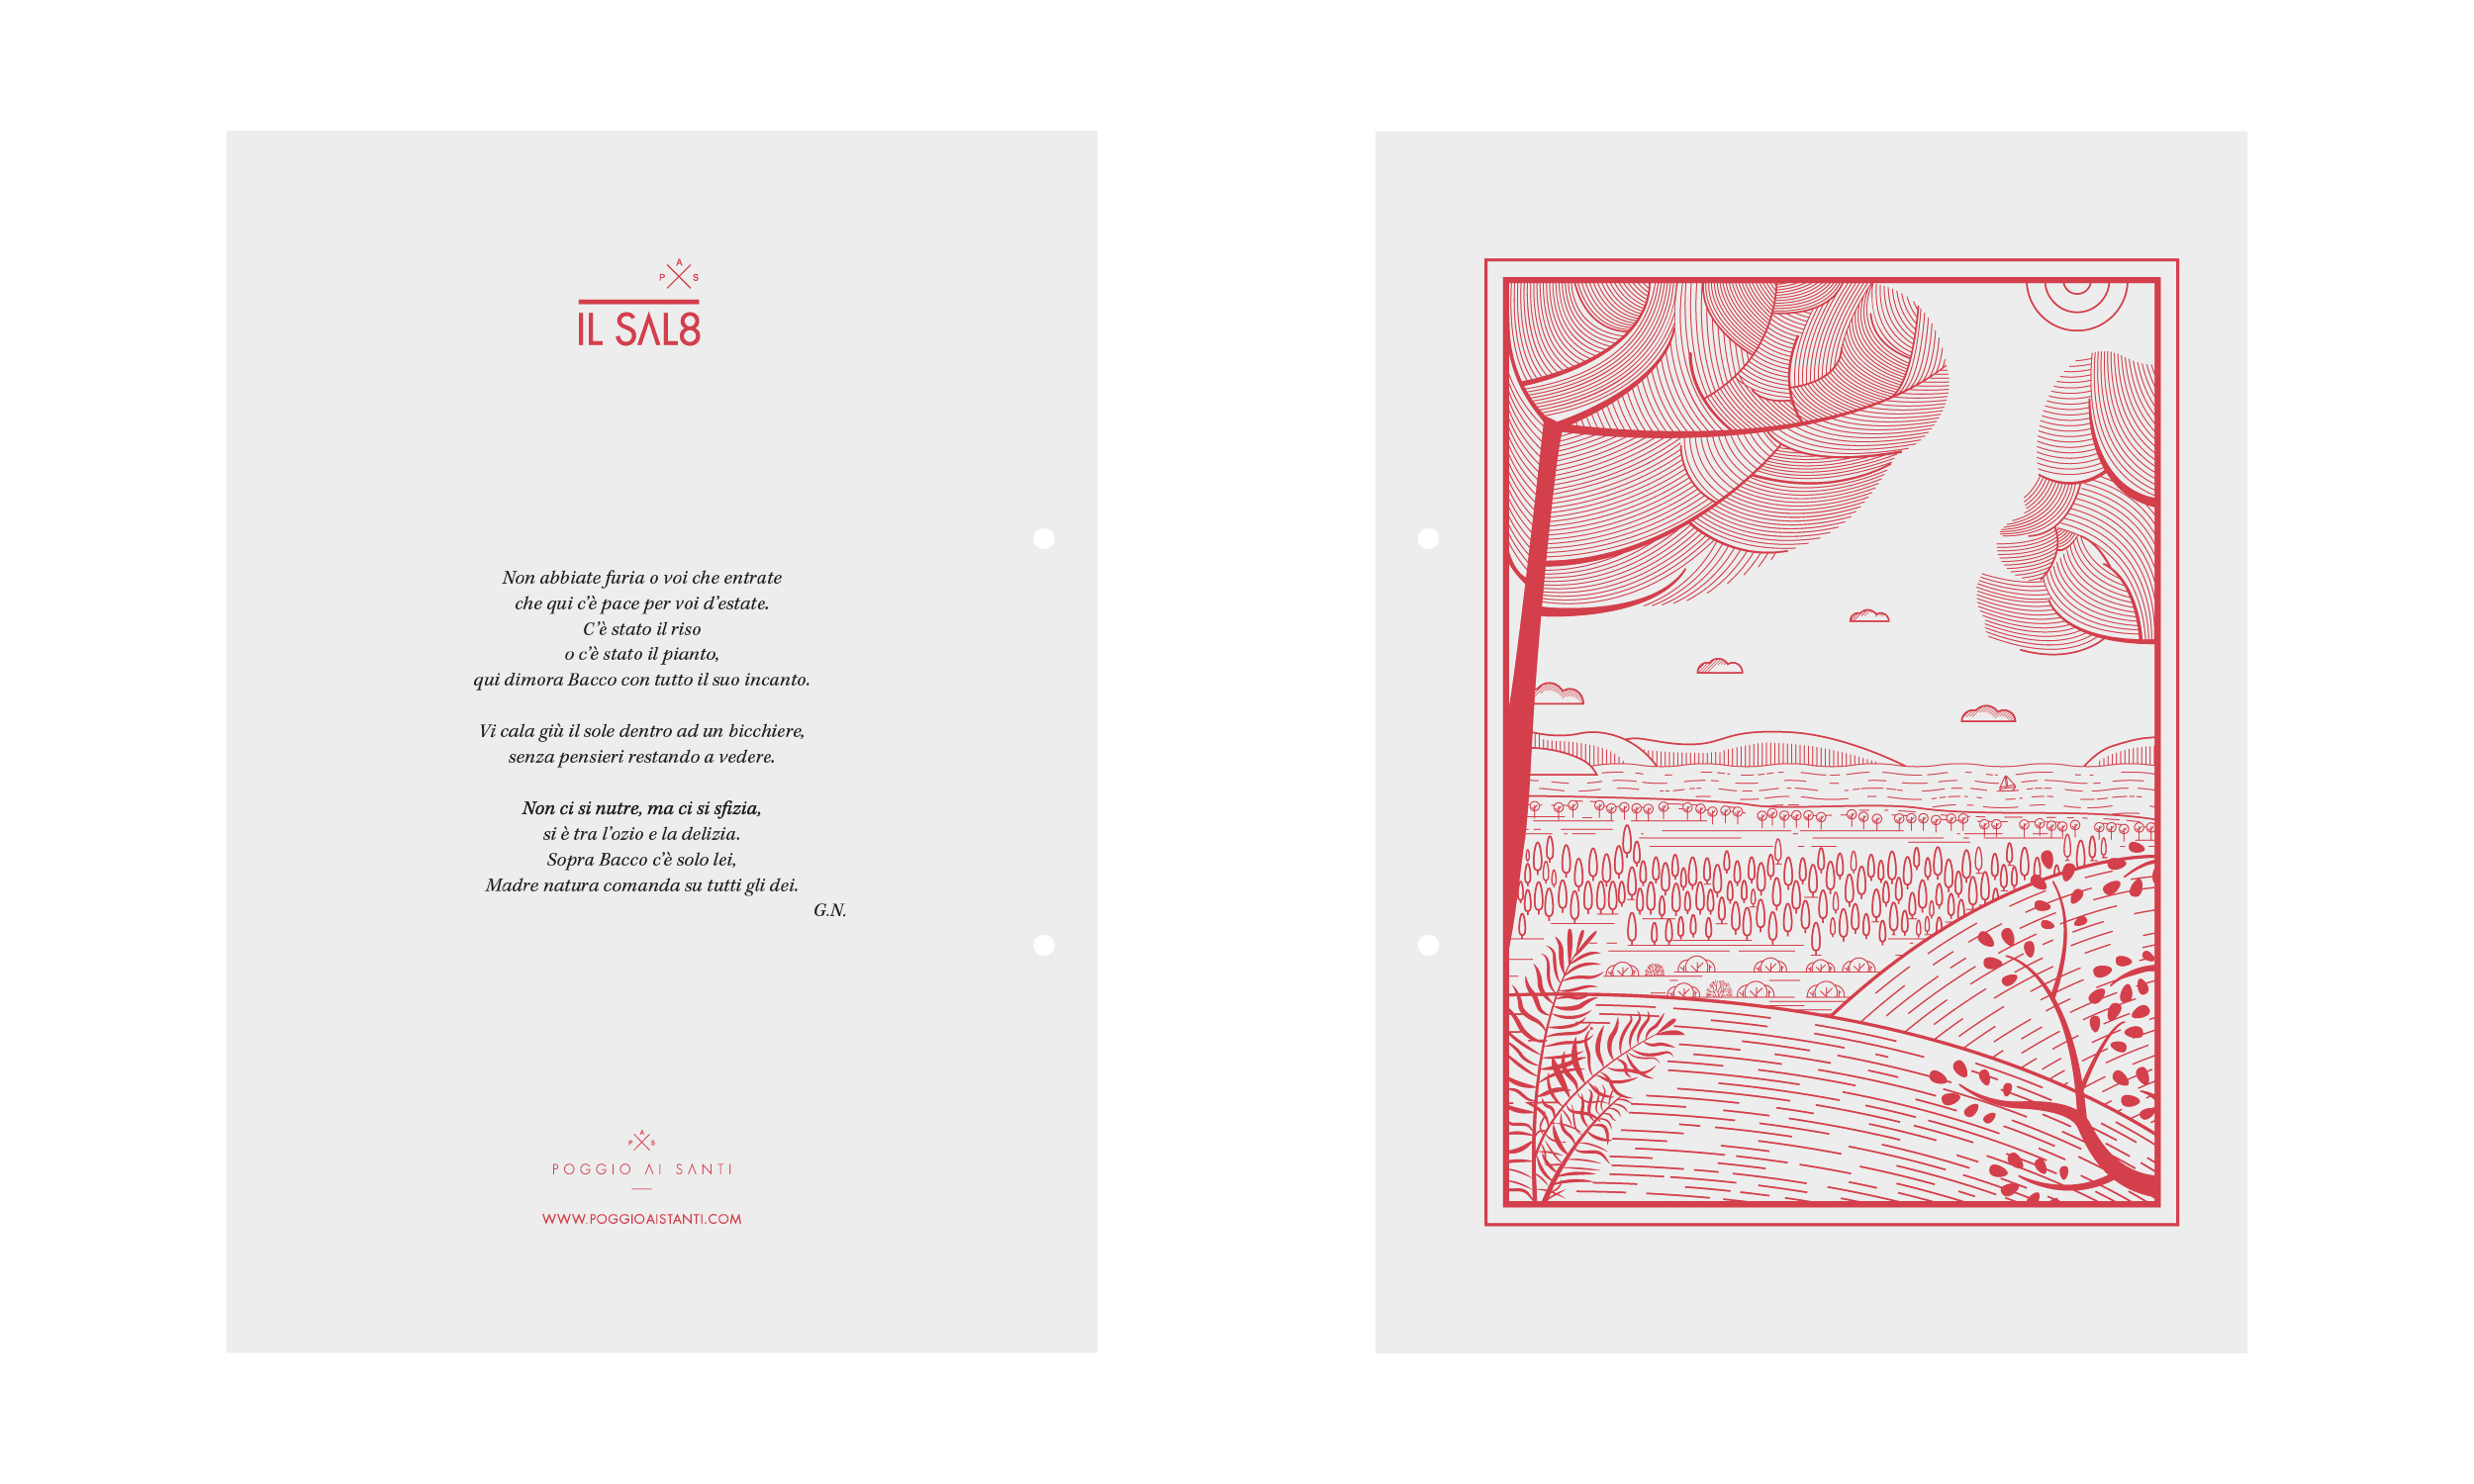 A
P S
IL SAL8
Non abbiate furia o voi che entrate
che qui c'è pace per voi d'estate.
C'è stato il riso
o c'è stato il pianto,
qui dimora Bacco con tutto il suo incanto.
Vi cala giù il sole dentro ad un bicchiere,
senza pensieri restando a vedere.
Non ci si nutre, ma ci si sfizia,
si è tra l'ozio e la delizia.
Sopra Bacco c'è solo lei,
Madre natura comanda su tutti gli dei.
G.N.
A
P S
POGGIO AI SANTI
WWW.POGGIOAISTANTI.COM